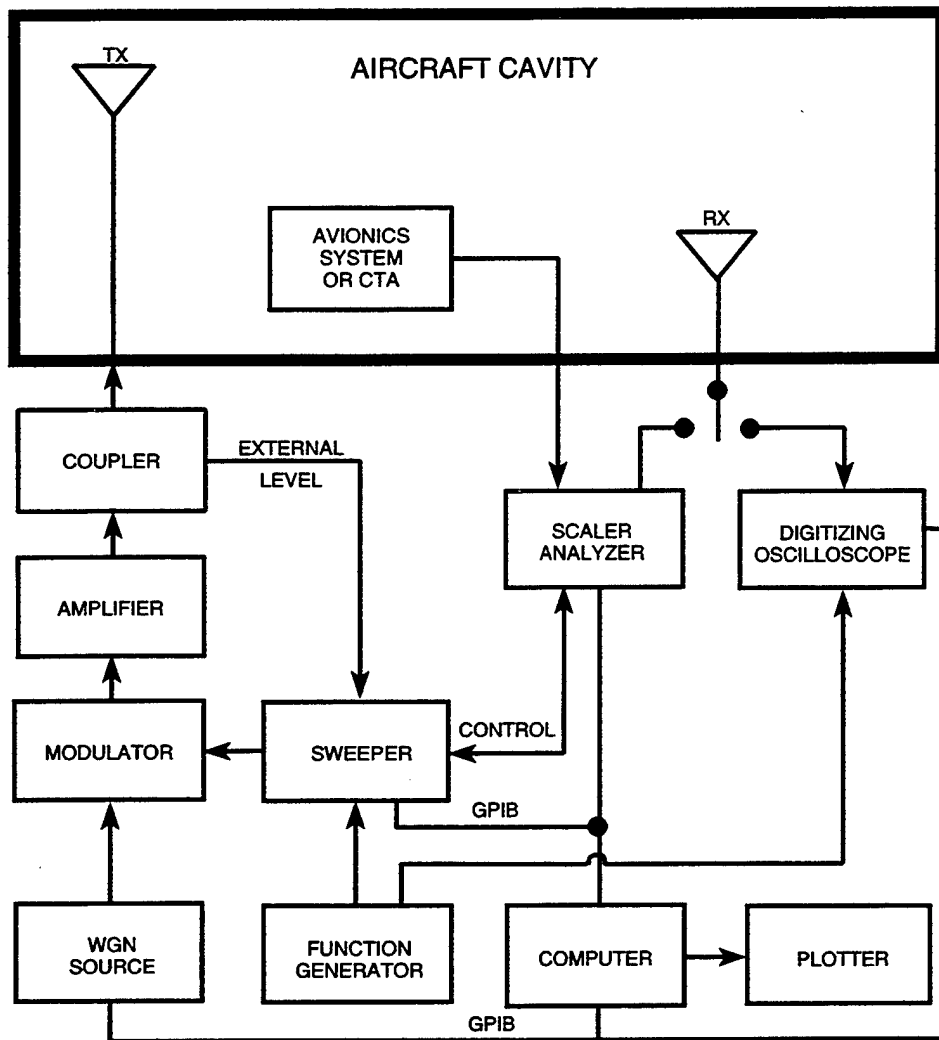 TX
AIRCRAFT CAVITY
AVIONICS
SYSTEM
OR CTA
RX
COUPLER
EXTERNAL
LEVEL
SCALER
ANALYZER
DIGITIZING
OSCILLOSCOPE
AMPLIFIER
MODULATOR
SWEEPER
CONTROL
GPIB
WGN
SOURCE
FUNCTION
GENERATOR
COMPUTER
PLOTTER
GPIB